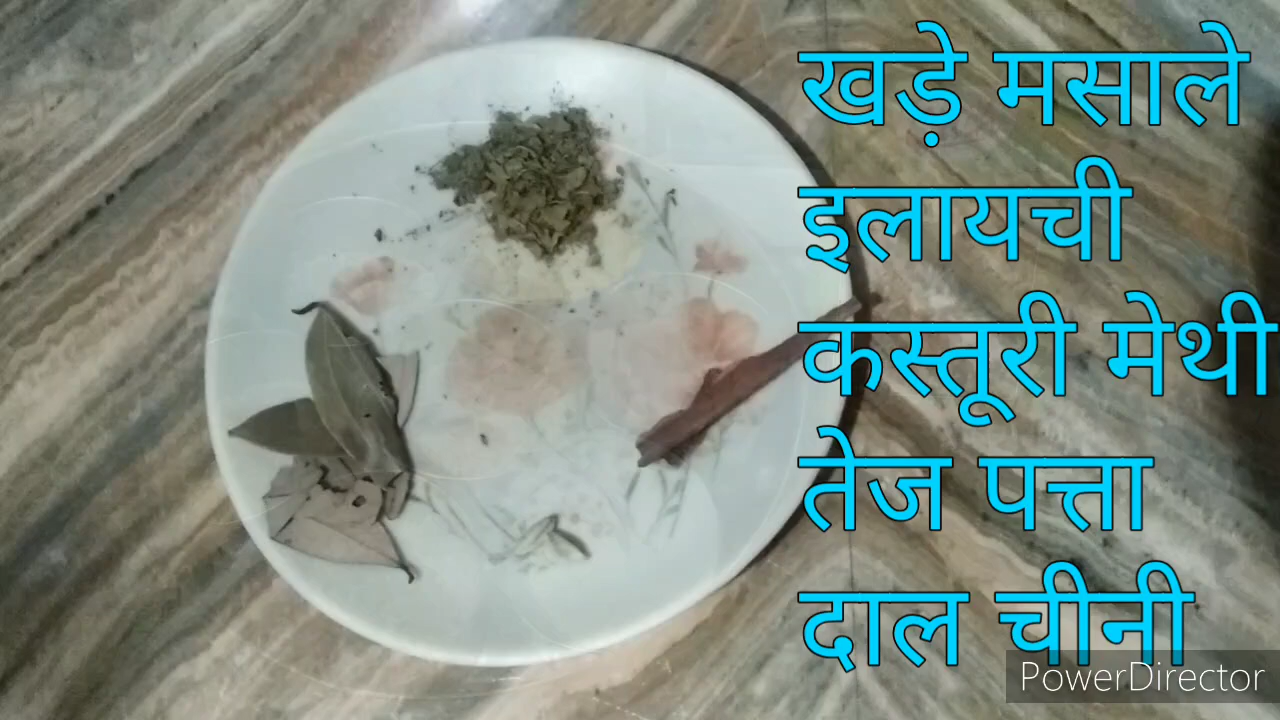 खड़े मसाले
इलायची
कस्तूरी मेथी
तेज पत्ता
दाल चीनी
PowerDirector